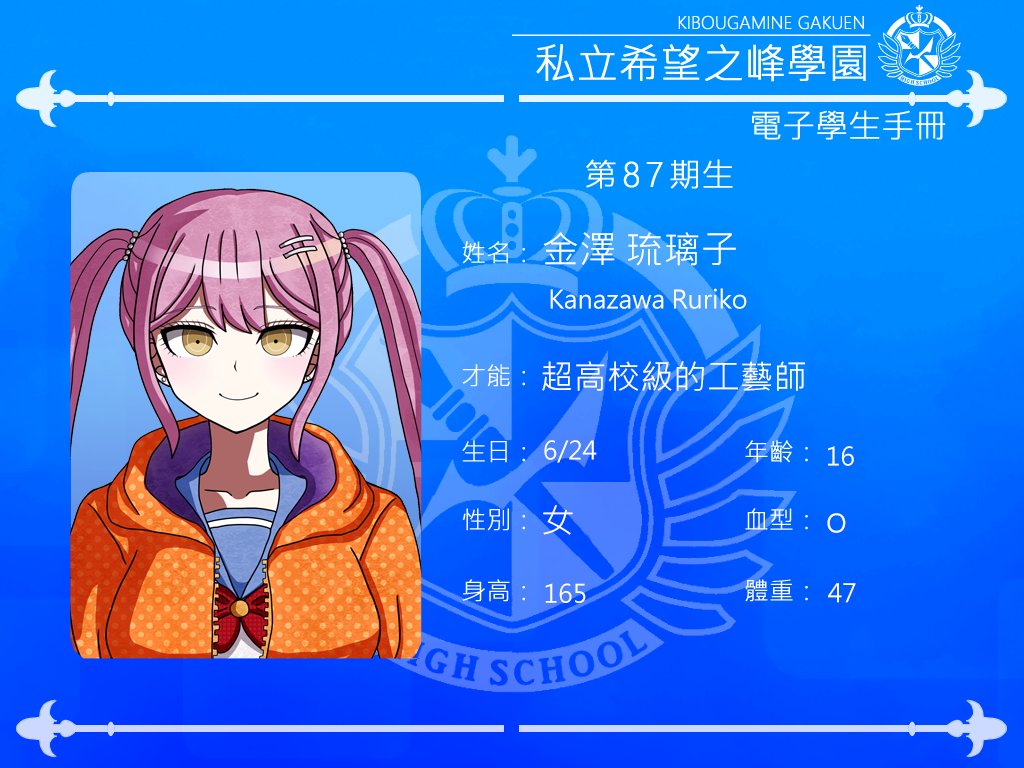 KIBOUGAMINE GAKUEN
私立希望之峰學園
HIGH SCHOOL
電子學生手冊
第87期生
姓名： 金澤 琉璃子
Kanazawa Ruriko
才能： 超高校級的工藝師
生日： 6/24 年齡： 16
性別： 女 血型： O
身高： 165 體重： 47
HIGH SCHOOL